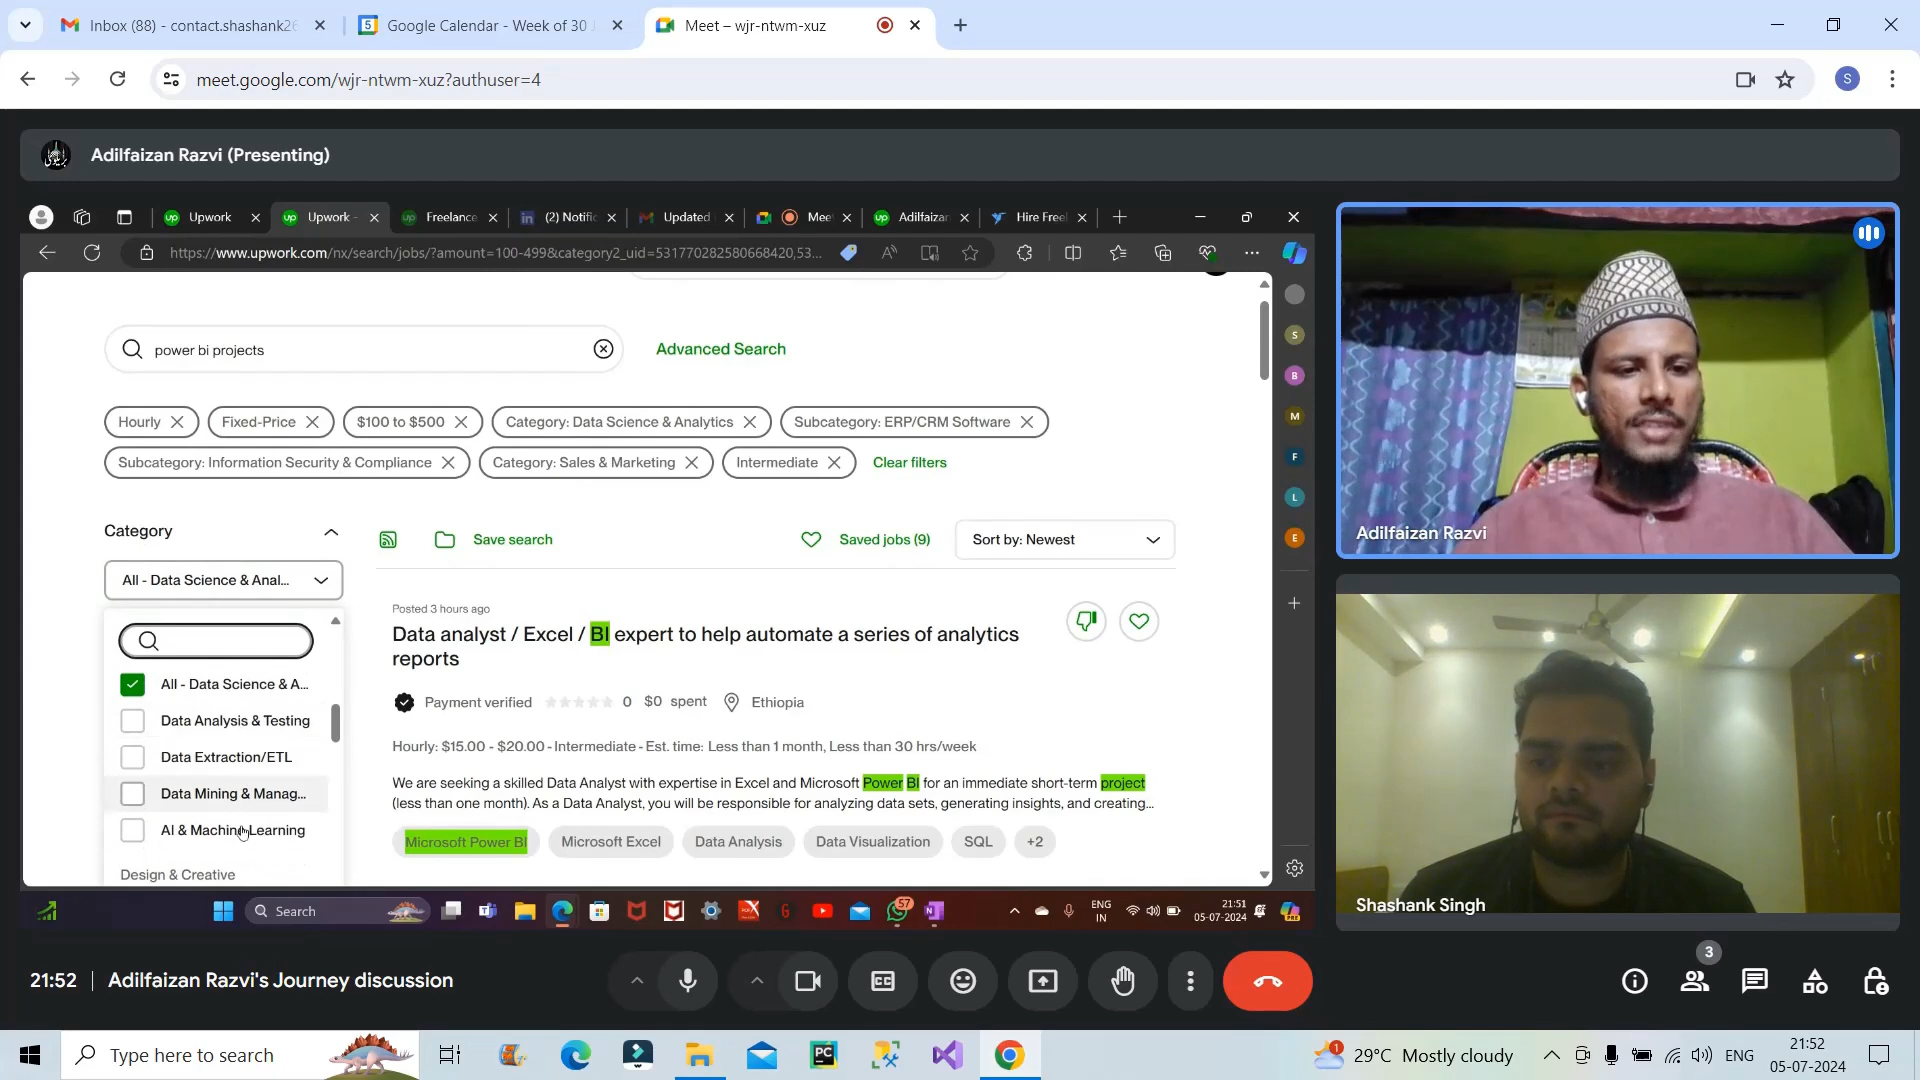 Inbox (88) - contact.shashank26
Google Calendar - Week of 30 J
Meet – wjr-ntwm-xuz
meet.google.com/wjr-ntwm-xuz?authuser=4
S
Adilfaizan Razvi (Presenting)
Upwork
Upwork -
Freelance
(2) Notific
Updated
Mee
Adilfaizan
Hire Freel
https://www.upwork.com/nx/search/jobs/?amount=100-499&category2_uid=531770282580668420,53...
power bi projects
Advanced Search
Hourly
Fixed-Price
$100 to $500
Category: Data Science & Analytics
Subcategory: ERP/CRM Software
Subcategory: Information Security & Compliance
Category: Sales & Marketing
Intermediate
Clear filters
Category
Save search
Saved jobs (9)
Sort by: Newest
All - Data Science & Anal...
All - Data Science & A...
Data Analysis & Testing
Data Extraction/ETL
Data Mining & Manag...
AI & Machine Learning
Design & Creative
Posted 3 hours ago
Data analyst / Excel / BI expert to help automate a series of analytics
reports
Payment verified 0 $0 spent Ethiopia
Hourly: $15.00 - $20.00 - Intermediate - Est. time: Less than 1 month, Less than 30 hrs/week
We are seeking a skilled Data Analyst with expertise in Excel and Microsoft Power BI for an immediate short-term project
(less than one month). As a Data Analyst, you will be responsible for analyzing data sets, generating insights, and creating...
Microsoft Power BI
Microsoft Excel
Data Analysis
Data Visualization
SQL
+2
S
B
M
F
L
E
Adilfaizan Razvi
Shashank Singh
Search
57
ENG
IN
21:51
05-07-2024
21:52
Adilfaizan Razvi's Journey discussion
3
Type here to search
PC
1
29°C Mostly cloudy
ENG
21:52
05-07-2024